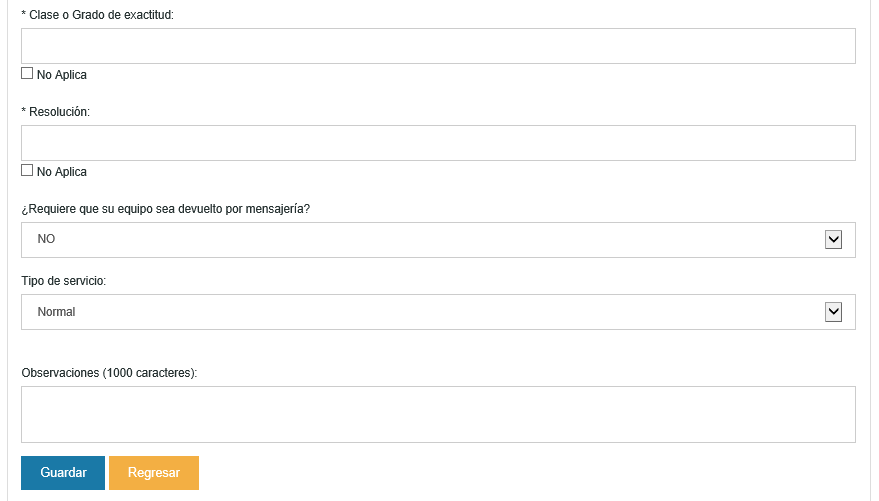 * Clase o Grado de exactitud:
No Aplica
* Resolución:
No Aplica
¿Requiere que su equipo sea devuelto por mensajería?
NO
Tipo de servicio:
Normal
Observaciones (1000 caracteres):
Guardar Regresar